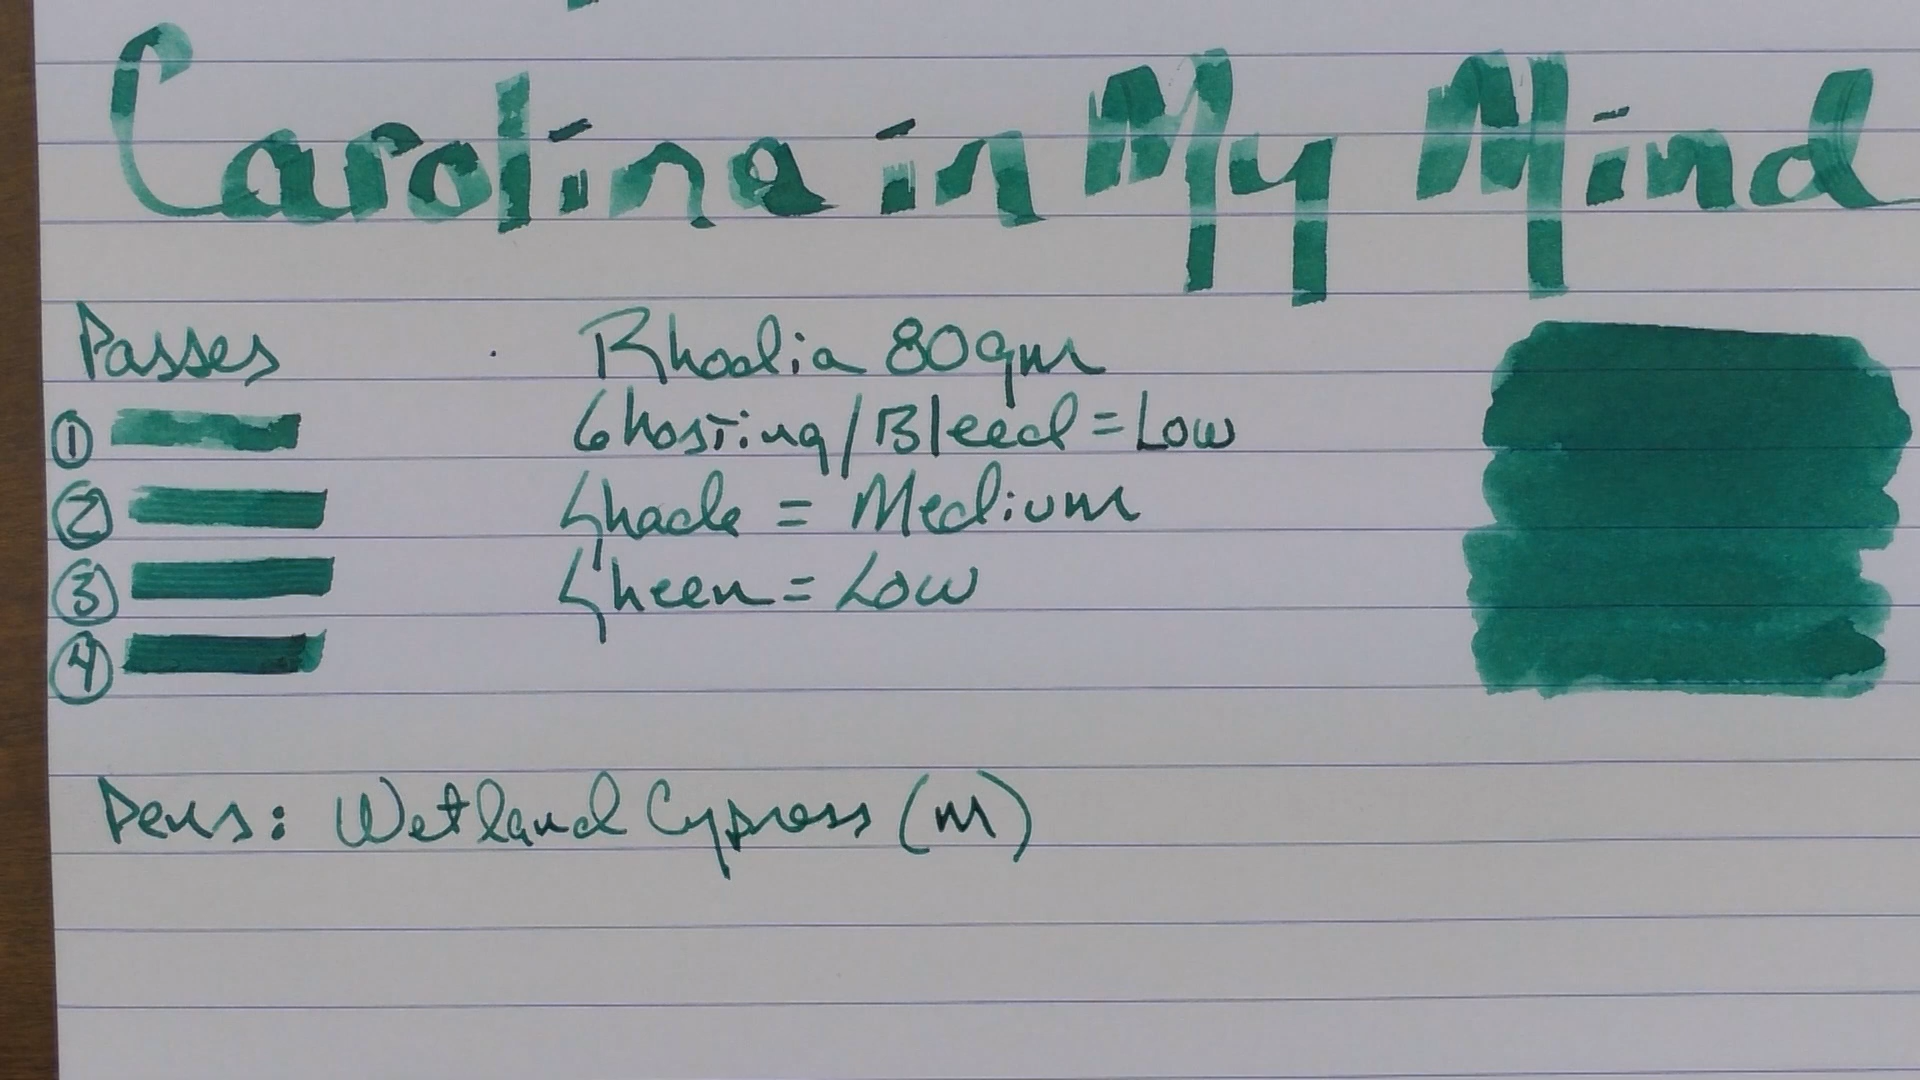 Carolina in My Mind
Passes
Rhodia 80gm
① 
Ghosting/Bleed = Low
②
Shade = Medium
③
Sheen = Low
④
Pens: Wetland Cypress (M)